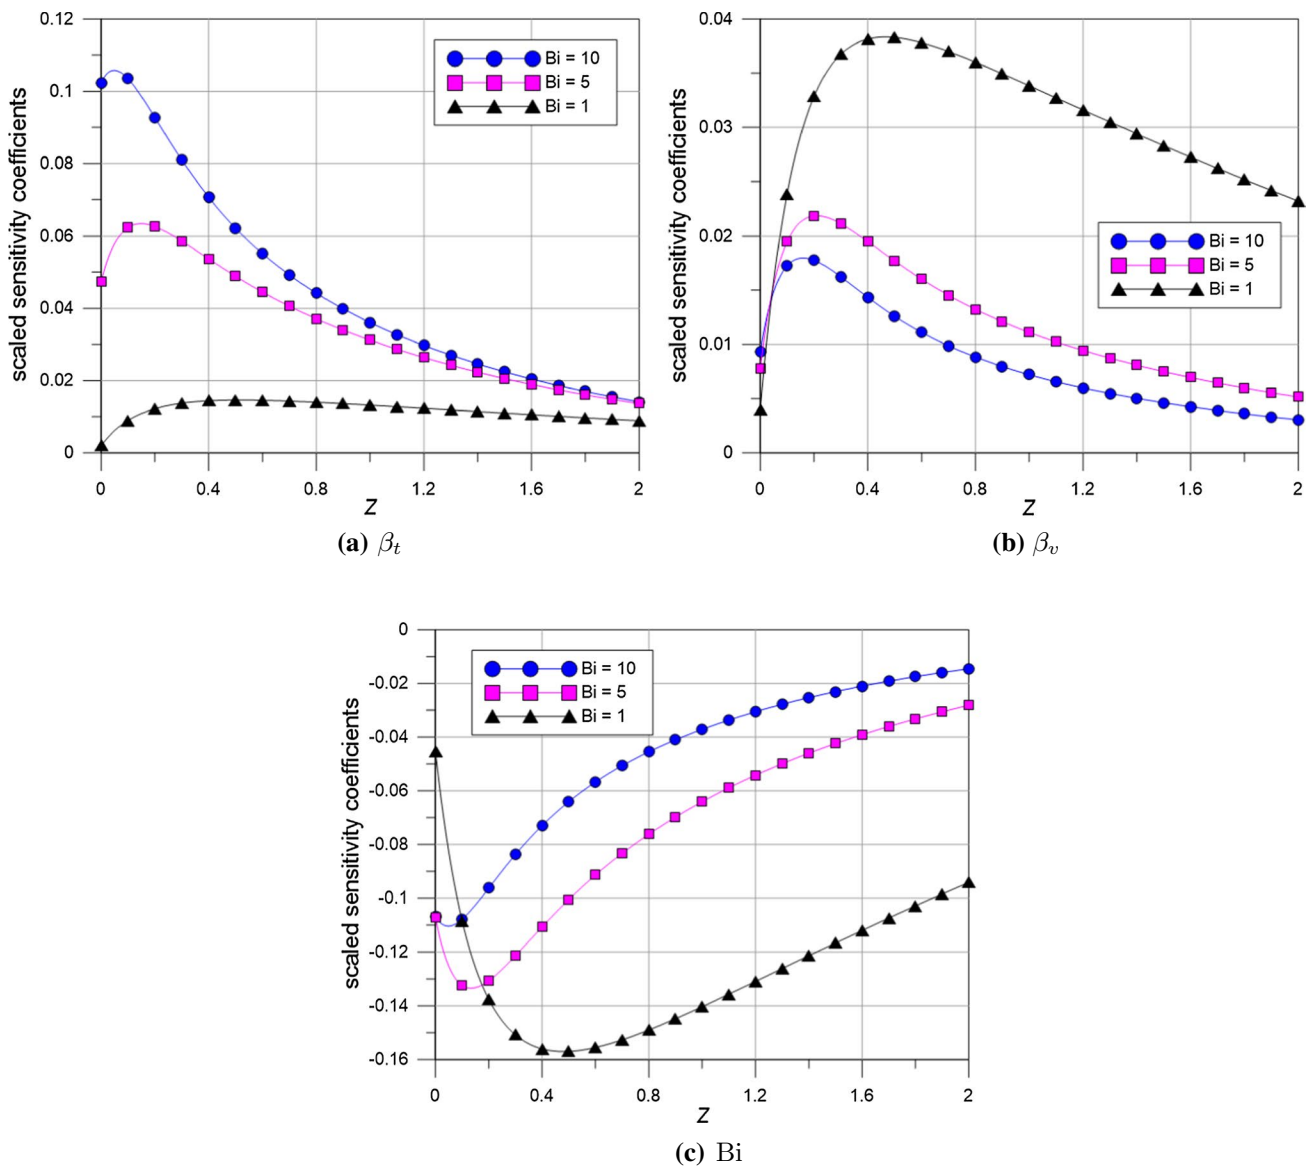 scaled sensitivity coefficients
0.12
0.1
0.08
0.06
0.04
0.02
0
Bi = 10
Bi = 5
Bi = 1
0 0.4 0.8 1.2 1.6 2
Z
(a) βt
scaled sensitivity coefficients
0.04
0.03
0.02
0.01
0
Bi = 10
Bi = 5
Bi = 1
0 0.4 0.8 1.2 1.6 2
Z
(b) βv
scaled sensitivity coefficients
0
-0.02
-0.04
-0.06
-0.08
-0.1
-0.12
-0.14
-0.16
Bi = 10
Bi = 5
Bi = 1
0 0.4 0.8 1.2 1.6 2
Z
(c) Bi